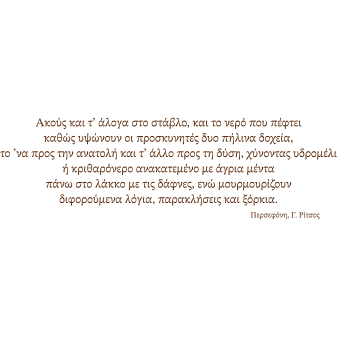 Ακούς και τ’ άλογα στο στάβλο, και το νερό που πέφτει
καθώς υψώνουν οι προσκυνητές δυο πήλινα δοχεία,
το ’να προς την ανατολή και τ’ άλλο προς τη δύση, χύνοντας υδρομέλι
ή κριθαρόνερο ανακατεμένο με άγρια μέντα
πάνω στο λάκκο με τις δάφνες, ενώ μουρμουρίζουν
διφορούμενα λόγια, παρακλήσεις και ξόρκια.
Περσεφόνη, Γ. Ρίτσος